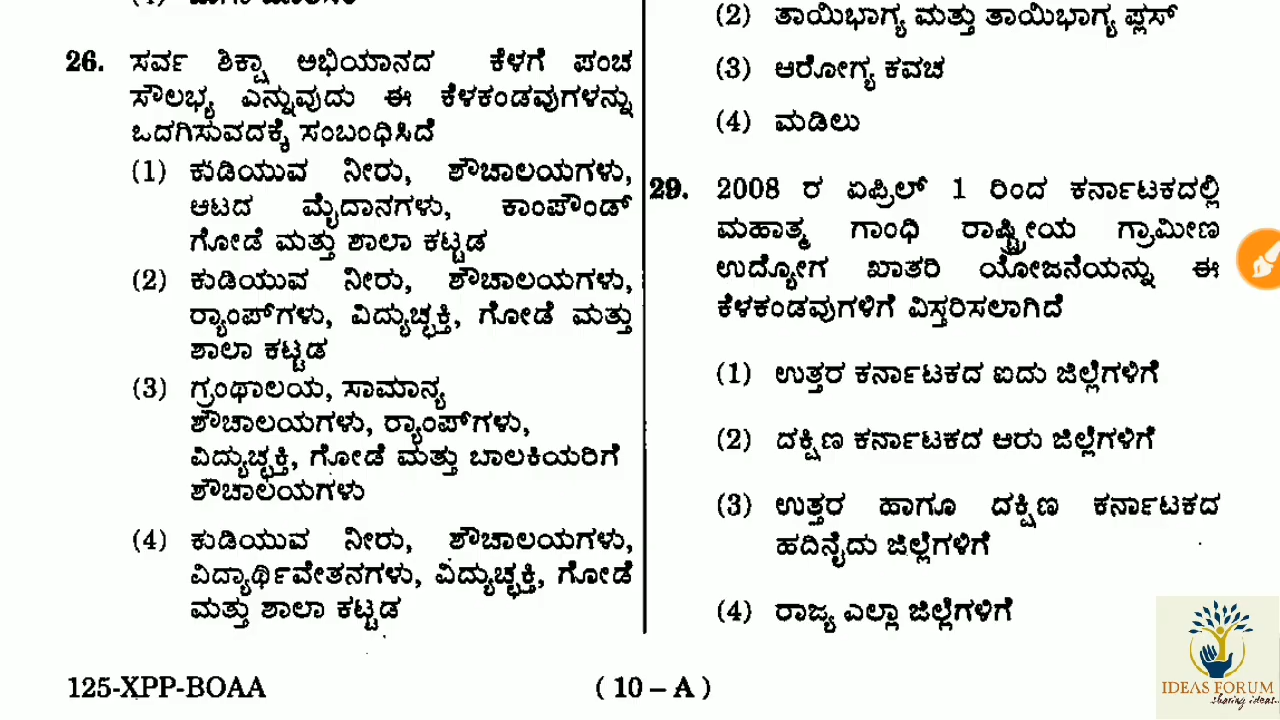 26. ಸರ್ವ ಶಿಕ್ಷಾ ಅಭಿಯಾನದ ಕೆಳಗೆ ಪಂಚ
ಸೌಲಭ್ಯ ಎನ್ನುವುದು ಈ ಕೆಳಕಂಡವುಗಳನ್ನು
ಒದಗಿಸುವದಕ್ಕೆ ಸಂಬಂಧಿಸಿದೆ
(1) ಕುಡಿಯುವ ನೀರು, ಶೌಚಾಲಯಗಳು,
ಆಟದ ಮೈದಾನಗಳು, ಕಾಂಪೌಂಡ್
ಗೋಡೆ ಮತ್ತು ಶಾಲಾ ಕಟ್ಟಡ
(2) ಕುಡಿಯುವ ನೀರು, ಶೌಚಾಲಯಗಳು,
ರ‍್ಯಾಂಪ್‌ಗಳು, ವಿದ್ಯುಚ್ಛಕ್ತಿ, ಗೋಡೆ ಮತ್ತು
ಶಾಲಾ ಕಟ್ಟಡ
(3) ಗ್ರಂಥಾಲಯ, ಸಾಮಾನ್ಯ
ಶೌಚಾಲಯಗಳು, ರ‍್ಯಾಂಪ್‌ಗಳು,
ವಿದ್ಯುಚ್ಛಕ್ತಿ, ಗೋಡೆ ಮತ್ತು ಬಾಲಕಿಯರಿಗೆ
ಶೌಚಾಲಯಗಳು
(4) ಕುಡಿಯುವ ನೀರು, ಶೌಚಾಲಯಗಳು,
ವಿದ್ಯಾರ್ಥಿವೇತನಗಳು, ವಿದ್ಯುಚ್ಛಕ್ತಿ, ಗೋಡೆ
ಮತ್ತು ಶಾಲಾ ಕಟ್ಟಡ
(2) ತಾಯಿಭಾಗ್ಯ ಮತ್ತು ತಾಯಿಭಾಗ್ಯ ಪ್ಲಸ್
(3) ಆರೋಗ್ಯ ಕವಚ
(4) ಮಡಿಲು
29. 2008 ರ ಏಪ್ರಿಲ್ 1 ರಿಂದ ಕರ್ನಾಟಕದಲ್ಲಿ
ಮಹಾತ್ಮ ಗಾಂಧಿ ರಾಷ್ಟ್ರೀಯ ಗ್ರಾಮೀಣ
ಉದ್ಯೋಗ ಖಾತರಿ ಯೋಜನೆಯನ್ನು ಈ
ಕೆಳಕಂಡವುಗಳಿಗೆ ವಿಸ್ತರಿಸಲಾಗಿದೆ
(1) ಉತ್ತರ ಕರ್ನಾಟಕದ ಐದು ಜಿಲ್ಲೆಗಳಿಗೆ
(2) ದಕ್ಷಿಣ ಕರ್ನಾಟಕದ ಆರು ಜಿಲ್ಲೆಗಳಿಗೆ
(3) ಉತ್ತರ ಹಾಗೂ ದಕ್ಷಿಣ ಕರ್ನಾಟಕದ
ಹದಿನೈದು ಜಿಲ್ಲೆಗಳಿಗೆ
(4) ರಾಜ್ಯ ಎಲ್ಲಾ ಜಿಲ್ಲೆಗಳಿಗೆ
125-XPP-BOAA
( 10 – A )
IDEAS FORUM
sharing ideas